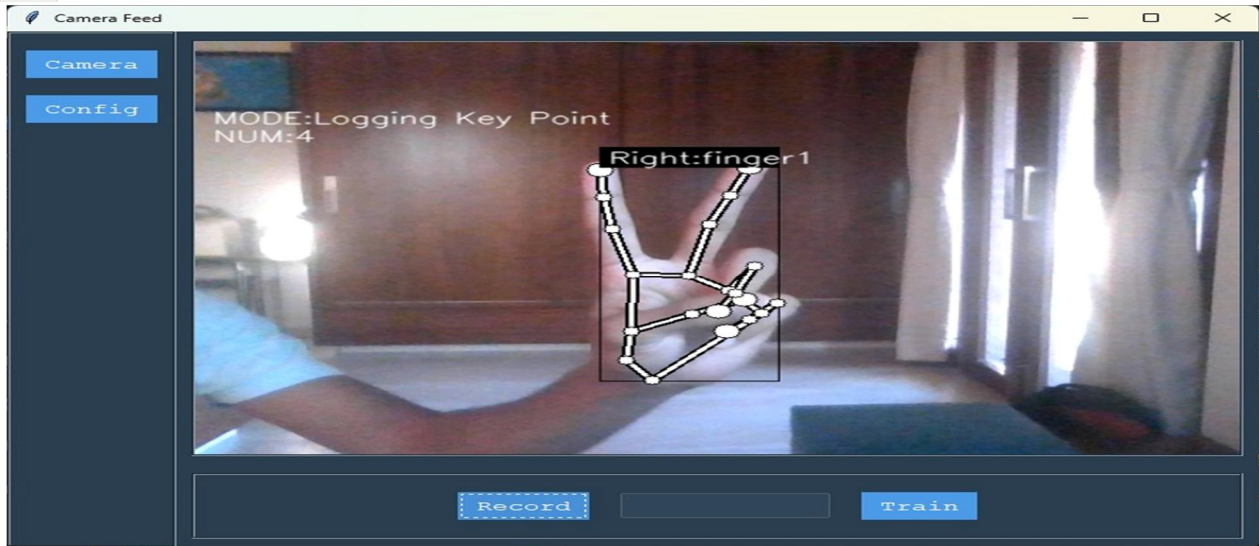 Camera Feed
Camera
Config
MODE:Logging Key Point
NUM:4
Right:finger1
Record
Train